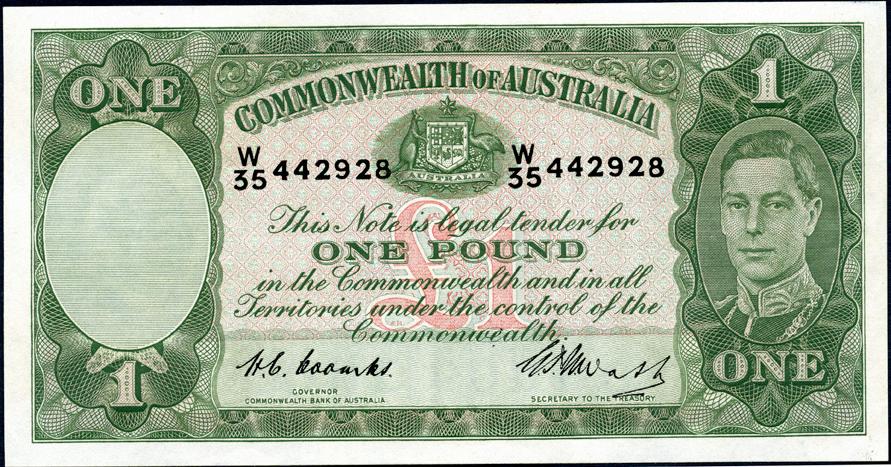 ONE
1
COMMONWEALTH OF AUSTRALIA
AUSTRALIA
W/35 442928
W/35 442928
£1
This Note is legal tender for
ONE POUND
in the Commonwealth and in all
Territories under the control of the
Commonwealth.
H.C. Coombs.
GOVERNOR
COMMONWEALTH BANK OF AUSTRALIA
SECRETARY TO THE TREASURY
1
ONE